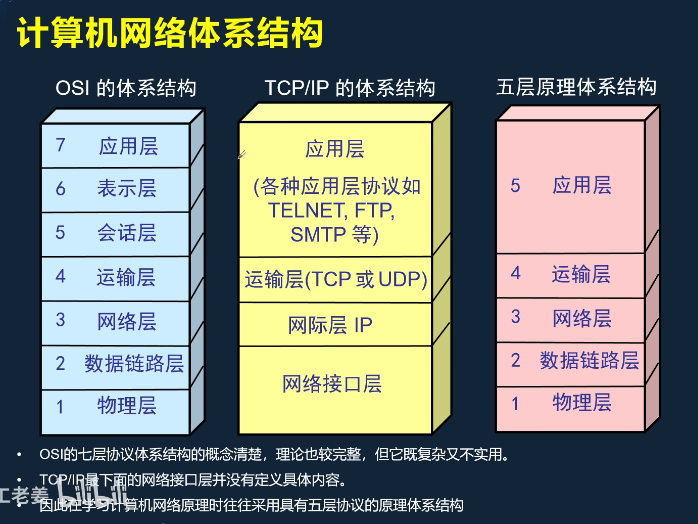 计算机网络体系结构
OSI 的体系结构
TCP/IP 的体系结构
五层原理体系结构
7 应用层
6 表示层
5 会话层
4 运输层
3 网络层
2 数据链路层
1 物理层
应用层
(各种应用层协议如
TELNET, FTP,
SMTP 等)
运输层(TCP 或 UDP)
网际层 IP
网络接口层
5 应用层
4 运输层
3 网络层
2 数据链路层
1 物理层
• OSI的七层协议体系结构的概念清楚，理论也较完整，但它既复杂又不实用。
• TCP/IP最下面的网络接口层并没有定义具体内容。
• 因此在学习计算机网络原理时往往采用具有五层协议的原理体系结构
工老姜 bilibili